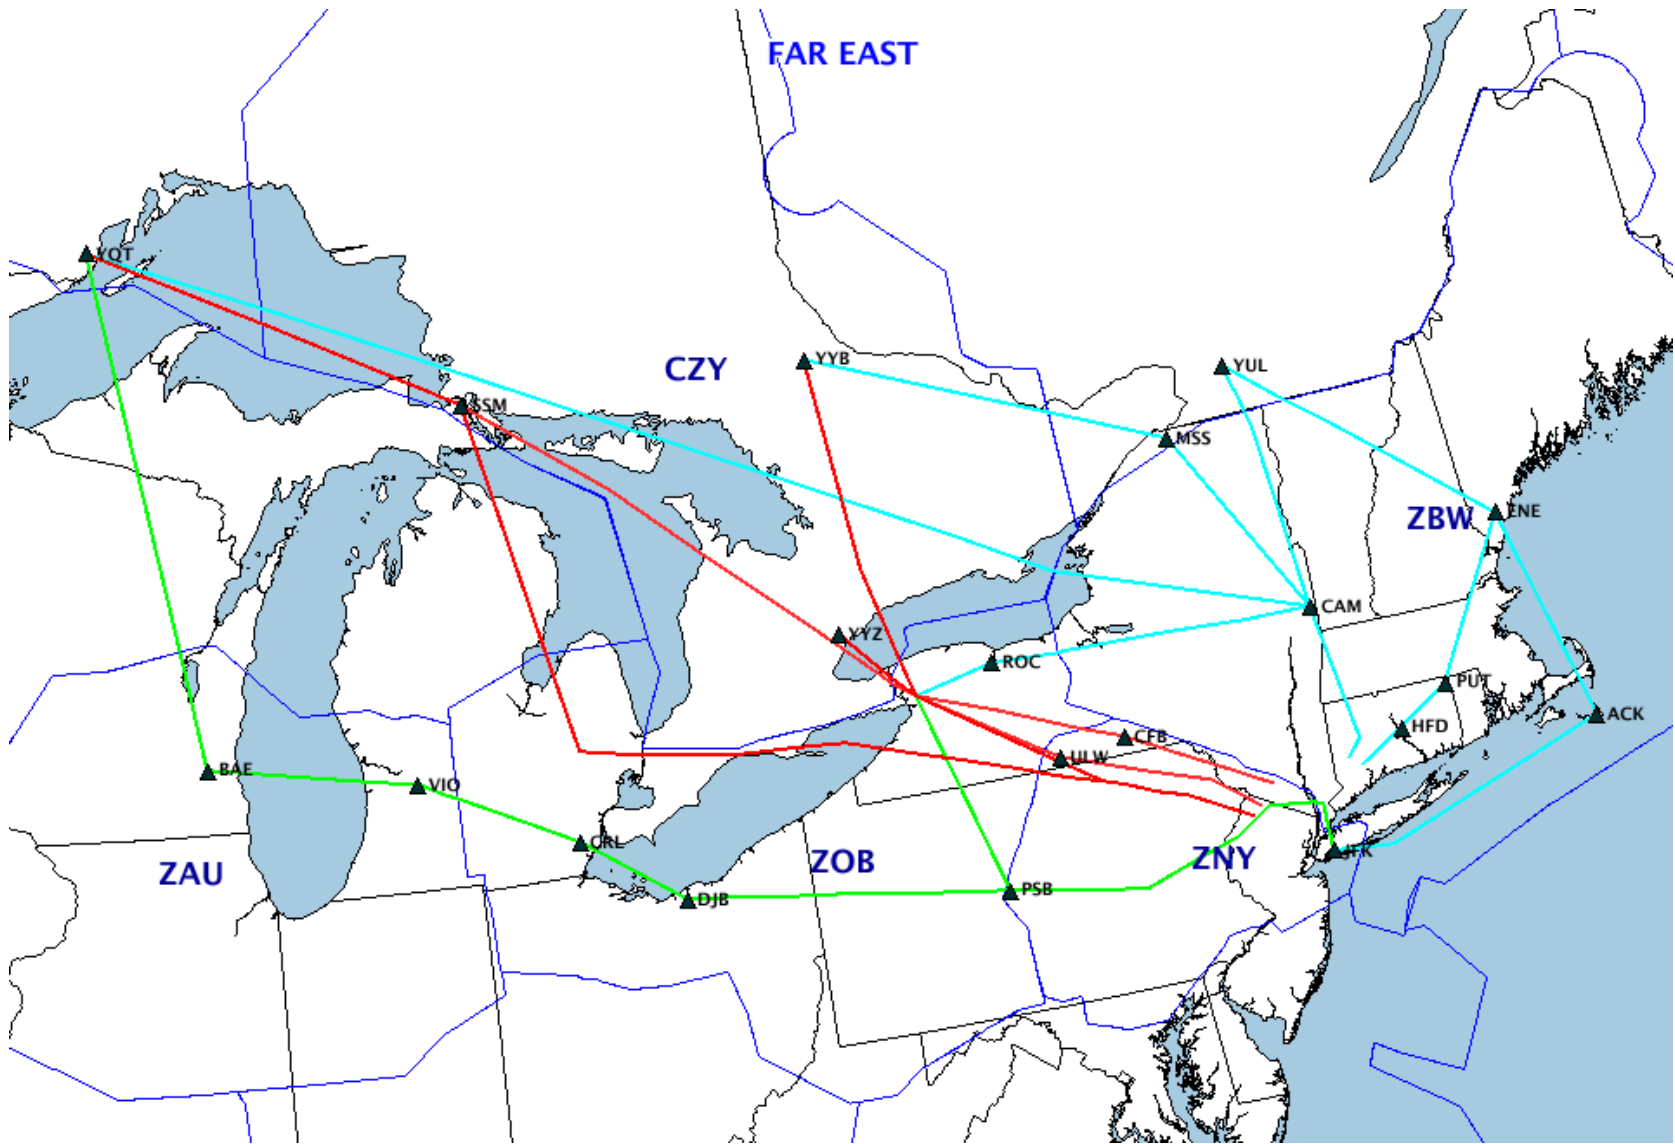 FAR EAST
YQT
CZY
YYB
YUL
SSM
MSS
ENE
ZBW
CAM
YYZ
ROC
PUT
ACK
HFD
CFB
ULW
BAE
VIO
CRL
JFK
ZNY
ZOB
ZAU
PSB
DJB